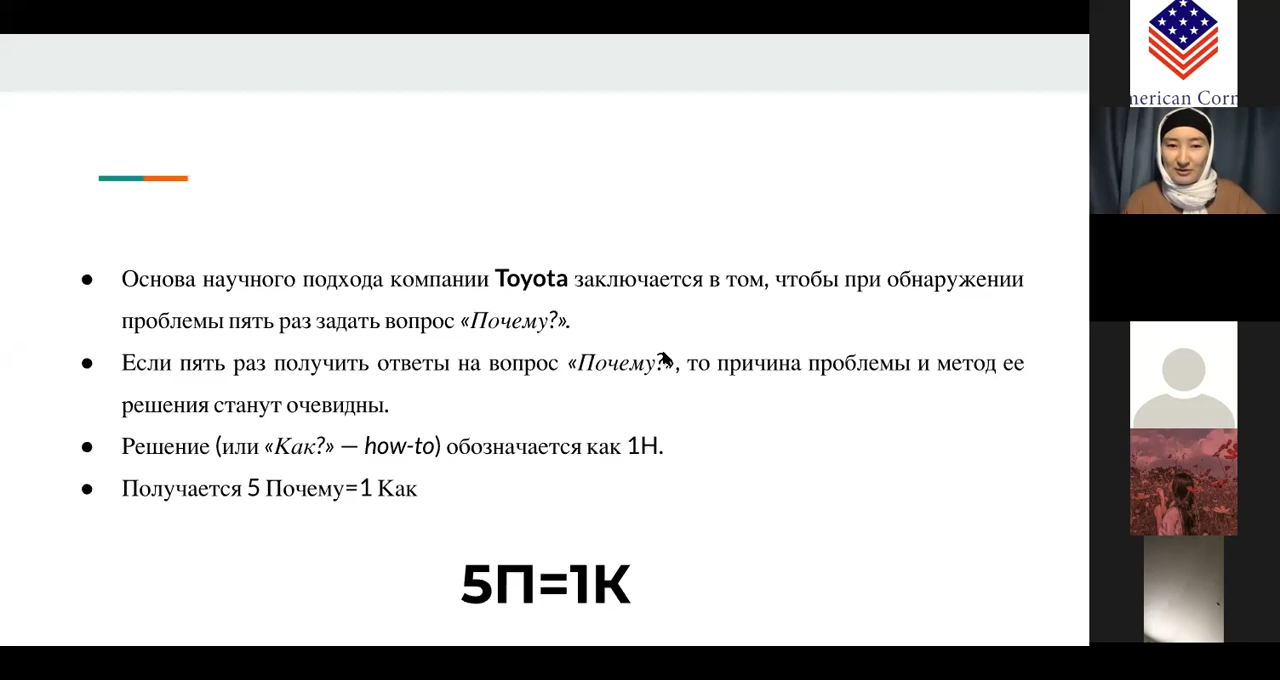 ● Основа научного подхода компании Toyota заключается в том, чтобы при обнаружении
проблемы пять раз задать вопрос «Почему?».
● Если пять раз получить ответы на вопрос «Почему?», то причина проблемы и метод ее
решения станут очевидны.
● Решение (или «Как?» — how-to) обозначается как 1H.
● Получается 5 Почему=1 Как
5П=1К
merican Corn